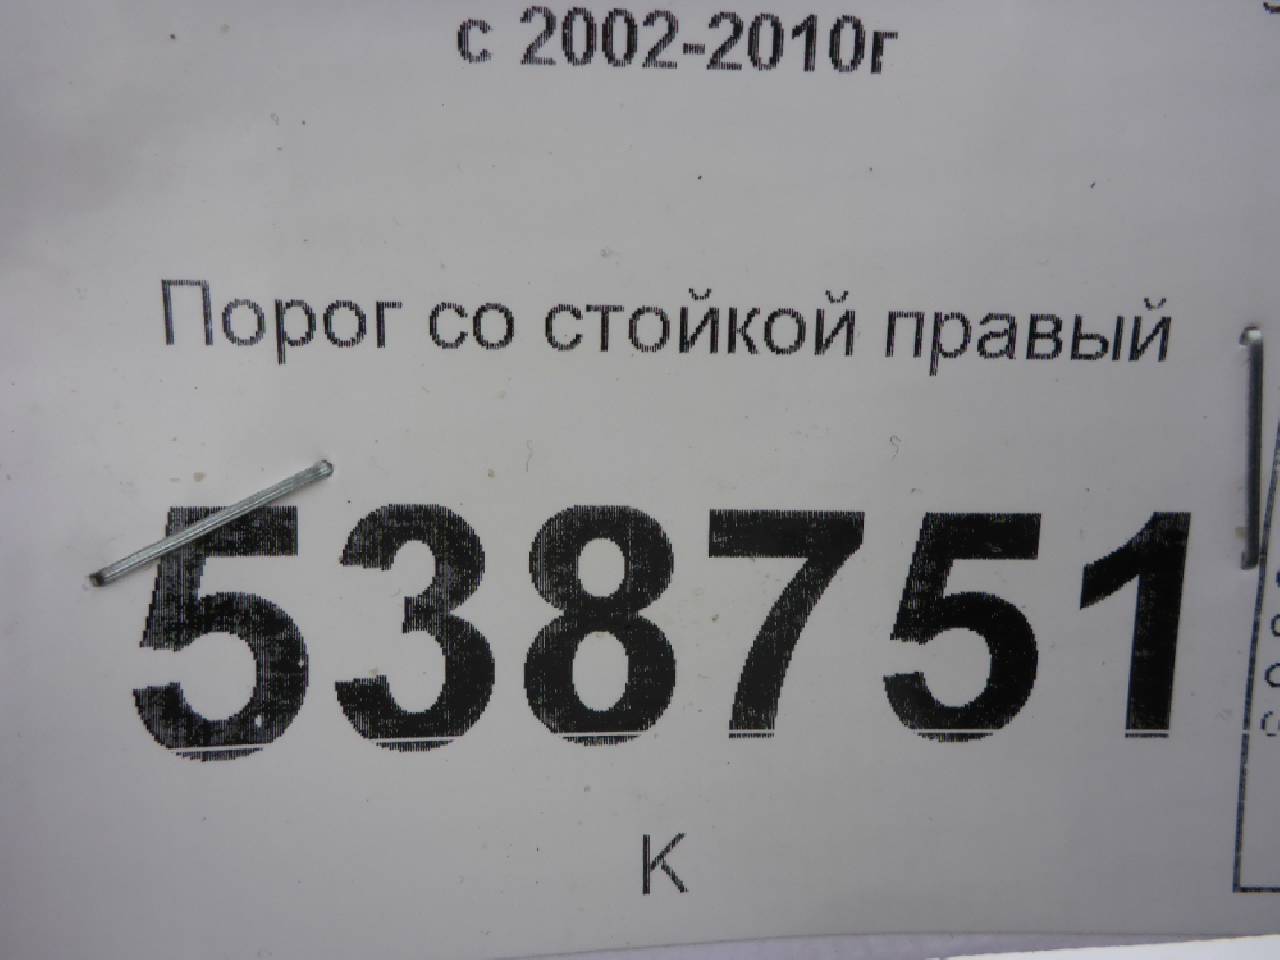 с 2002-2010г
Порог со стойкой правый
538751
К